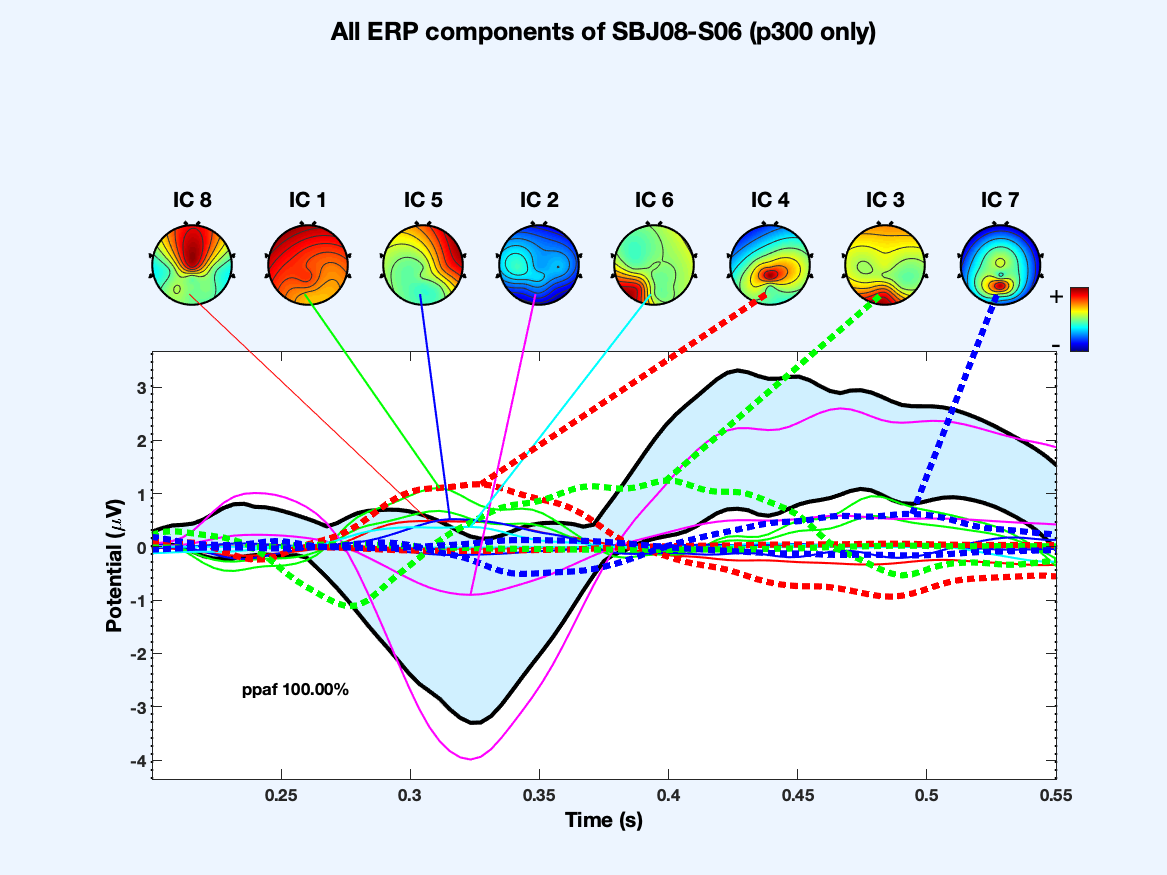 All ERP components of SBJ08-S06 (p300 only)
IC 8 IC 1 IC 5 IC 2 IC 6 IC 4 IC 3 IC 7
+
-
3
2
1
0
-1
-2
-3
-4
Potential (μV)
ppaf 100.00%
0.25 0.3 0.35 0.4 0.45 0.5 0.55
Time (s)